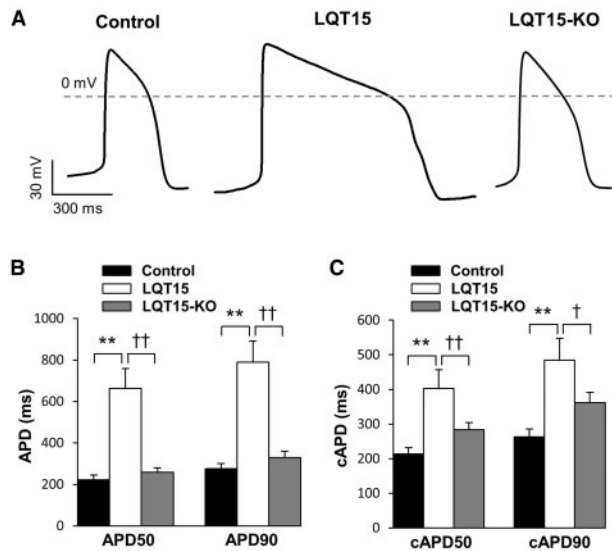 A
Control
LQT15
LQT15-KO
0 mV
30 mV
300 ms
B
Control
LQT15
LQT15-KO
** †† ** ††
1000
800
600
400
200
0
APD (ms)
APD50 APD90
C
Control
LQT15
LQT15-KO
** †† ** †
600
500
400
300
200
100
0
cAPD (ms)
cAPD50 cAPD90